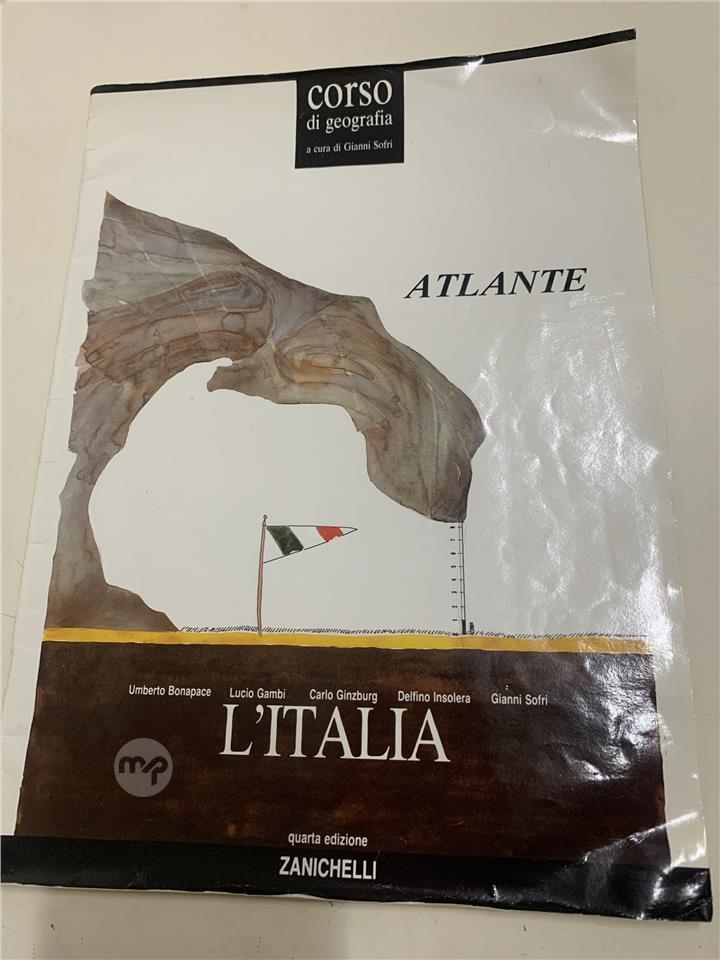 corso
di geografia
a cura di Gianni Sofri
ATLANTE
Umberto Bonapace Lucio Gambi Carlo Ginzburg Delfino Insolera Gianni Sofri
L'ITALIA
mp
quarta edizione
ZANICHELLI